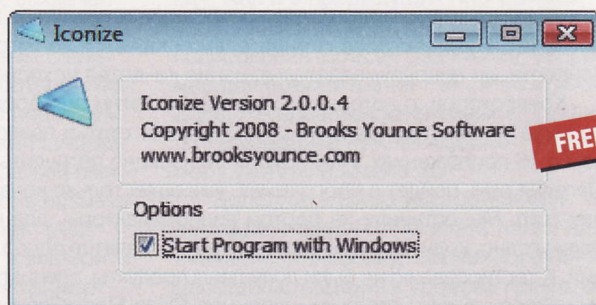 Iconize
Iconize Version 2.0.0.4
Copyright 2008 - Brooks Younce Software
www.brooksyounce.com
FREE
Options
Start Program with Windows